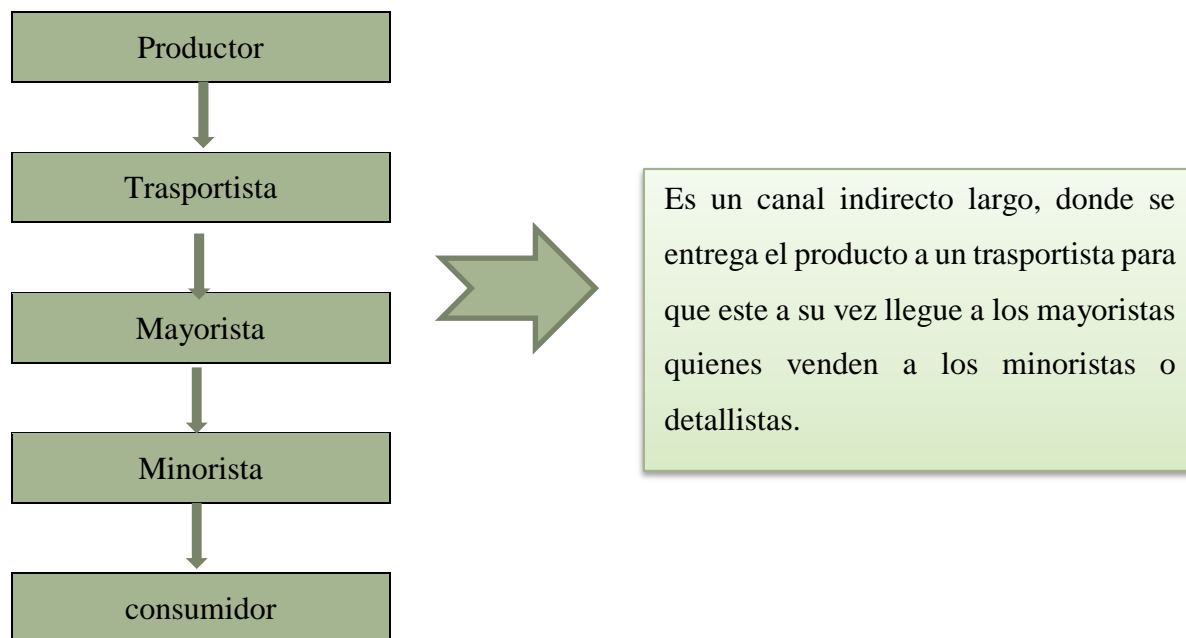 Productor
Trasportista
Mayorista
Minorista
consumidor
Es un canal indirecto largo, donde se
entrega el producto a un trasportista para
que este a su vez llegue a los mayoristas
quienes venden a los minoristas o
detallistas.